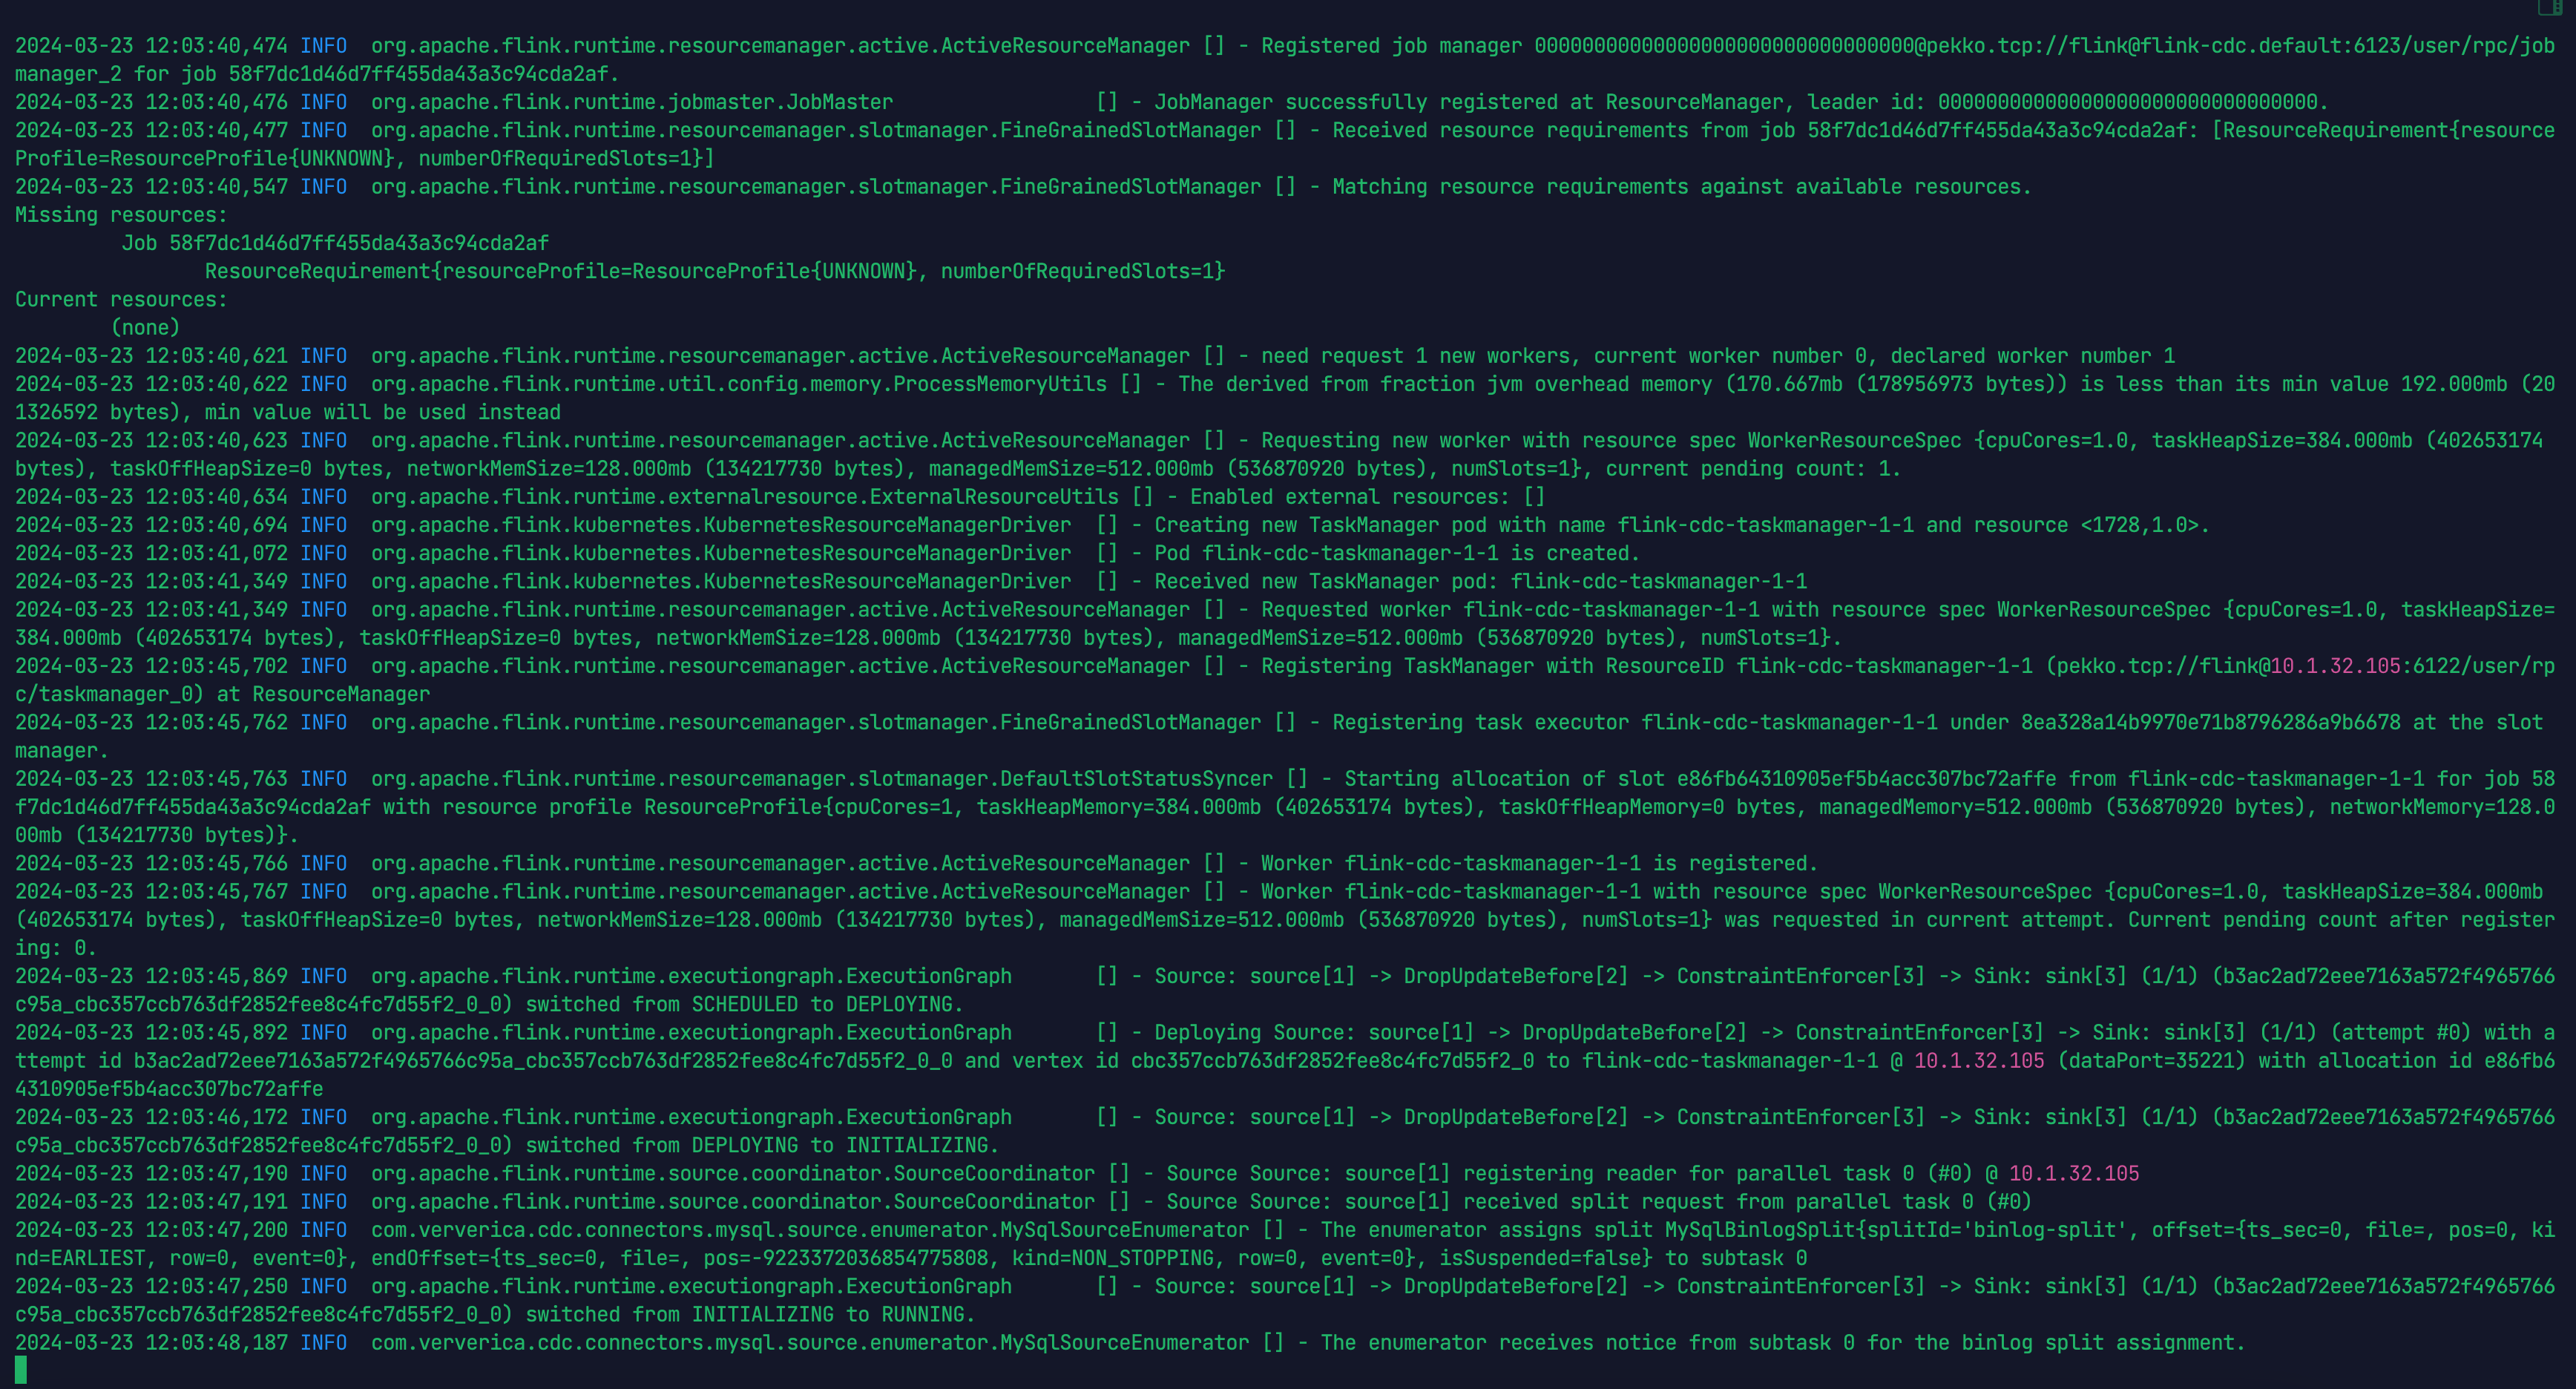 2024-03-23 12:03:40,474 INFO  org.apache.flink.runtime.resourcemanager.active.ActiveResourceManager [] - Registered job manager 00000000000000000000000000000000@pekko.tcp://flink@flink-cdc.default:6123/user/rpc/job
manager_2 for job 58f7dc1d46d7ff455da43a3c94cda2af.
2024-03-23 12:03:40,476 INFO  org.apache.flink.runtime.jobmaster.JobMaster                 [] - JobManager successfully registered at ResourceManager, leader id: 00000000000000000000000000000000.
2024-03-23 12:03:40,477 INFO  org.apache.flink.runtime.resourcemanager.slotmanager.FineGrainedSlotManager [] - Received resource requirements from job 58f7dc1d46d7ff455da43a3c94cda2af: [ResourceRequirement{resource
Profile=ResourceProfile{UNKNOWN}, numberOfRequiredSlots=1}]
2024-03-23 12:03:40,547 INFO  org.apache.flink.runtime.resourcemanager.slotmanager.FineGrainedSlotManager [] - Matching resource requirements against available resources.
Missing resources:
         Job 58f7dc1d46d7ff455da43a3c94cda2af
                ResourceRequirement{resourceProfile=ResourceProfile{UNKNOWN}, numberOfRequiredSlots=1}
Current resources:
        (none)
2024-03-23 12:03:40,621 INFO  org.apache.flink.runtime.resourcemanager.active.ActiveResourceManager [] - need request 1 new workers, current worker number 0, declared worker number 1
2024-03-23 12:03:40,622 INFO  org.apache.flink.runtime.util.config.memory.ProcessMemoryUtils [] - The derived from fraction jvm overhead memory (170.667mb (178956973 bytes)) is less than its min value 192.000mb (20
1326592 bytes), min value will be used instead
2024-03-23 12:03:40,623 INFO  org.apache.flink.runtime.resourcemanager.active.ActiveResourceManager [] - Requesting new worker with resource spec WorkerResourceSpec {cpuCores=1.0, taskHeapSize=384.000mb (402653174
bytes), taskOffHeapSize=0 bytes, networkMemSize=128.000mb (134217730 bytes), managedMemSize=512.000mb (536870920 bytes), numSlots=1}, current pending count: 1.
2024-03-23 12:03:40,634 INFO  org.apache.flink.runtime.externalresource.ExternalResourceUtils [] - Enabled external resources: []
2024-03-23 12:03:40,694 INFO  org.apache.flink.kubernetes.KubernetesResourceManagerDriver  [] - Creating new TaskManager pod with name flink-cdc-taskmanager-1-1 and resource <1728,1.0>.
2024-03-23 12:03:41,072 INFO  org.apache.flink.kubernetes.KubernetesResourceManagerDriver  [] - Pod flink-cdc-taskmanager-1-1 is created.
2024-03-23 12:03:41,349 INFO  org.apache.flink.kubernetes.KubernetesResourceManagerDriver  [] - Received new TaskManager pod: flink-cdc-taskmanager-1-1
2024-03-23 12:03:41,349 INFO  org.apache.flink.runtime.resourcemanager.active.ActiveResourceManager [] - Requested worker flink-cdc-taskmanager-1-1 with resource spec WorkerResourceSpec {cpuCores=1.0, taskHeapSize=
384.000mb (402653174 bytes), taskOffHeapSize=0 bytes, networkMemSize=128.000mb (134217730 bytes), managedMemSize=512.000mb (536870920 bytes), numSlots=1}.
2024-03-23 12:03:45,702 INFO  org.apache.flink.runtime.resourcemanager.active.ActiveResourceManager [] - Registering TaskManager with ResourceID flink-cdc-taskmanager-1-1 (pekko.tcp://flink@10.1.32.105:6122/user/rp
c/taskmanager_0) at ResourceManager
2024-03-23 12:03:45,762 INFO  org.apache.flink.runtime.resourcemanager.slotmanager.FineGrainedSlotManager [] - Registering task executor flink-cdc-taskmanager-1-1 under 8ea328a14b9970e71b8796286a9b6678 at the slot
manager.
2024-03-23 12:03:45,763 INFO  org.apache.flink.runtime.resourcemanager.slotmanager.DefaultSlotStatusSyncer [] - Starting allocation of slot e86fb64310905ef5b4acc307bc72affe from flink-cdc-taskmanager-1-1 for job 58
f7dc1d46d7ff455da43a3c94cda2af with resource profile ResourceProfile{cpuCores=1, taskHeapMemory=384.000mb (402653174 bytes), taskOffHeapMemory=0 bytes, managedMemory=512.000mb (536870920 bytes), networkMemory=128.0
00mb (134217730 bytes)}.
2024-03-23 12:03:45,766 INFO  org.apache.flink.runtime.resourcemanager.active.ActiveResourceManager [] - Worker flink-cdc-taskmanager-1-1 is registered.
2024-03-23 12:03:45,767 INFO  org.apache.flink.runtime.resourcemanager.active.ActiveResourceManager [] - Worker flink-cdc-taskmanager-1-1 with resource spec WorkerResourceSpec {cpuCores=1.0, taskHeapSize=384.000mb
(402653174 bytes), taskOffHeapSize=0 bytes, networkMemSize=128.000mb (134217730 bytes), managedMemSize=512.000mb (536870920 bytes), numSlots=1} was requested in current attempt. Current pending count after register
ing: 0.
2024-03-23 12:03:45,869 INFO  org.apache.flink.runtime.executiongraph.ExecutionGraph       [] - Source: source[1] -> DropUpdateBefore[2] -> ConstraintEnforcer[3] -> Sink: sink[3] (1/1) (b3ac2ad72eee7163a572f4965766
c95a_cbc357ccb763df2852fee8c4fc7d55f2_0_0) switched from SCHEDULED to DEPLOYING.
2024-03-23 12:03:45,892 INFO  org.apache.flink.runtime.executiongraph.ExecutionGraph       [] - Deploying Source: source[1] -> DropUpdateBefore[2] -> ConstraintEnforcer[3] -> Sink: sink[3] (1/1) (attempt #0) with a
ttempt id b3ac2ad72eee7163a572f4965766c95a_cbc357ccb763df2852fee8c4fc7d55f2_0_0 and vertex id cbc357ccb763df2852fee8c4fc7d55f2_0 to flink-cdc-taskmanager-1-1 @ 10.1.32.105 (dataPort=35221) with allocation id e86fb6
4310905ef5b4acc307bc72affe
2024-03-23 12:03:46,172 INFO  org.apache.flink.runtime.executiongraph.ExecutionGraph       [] - Source: source[1] -> DropUpdateBefore[2] -> ConstraintEnforcer[3] -> Sink: sink[3] (1/1) (b3ac2ad72eee7163a572f4965766
c95a_cbc357ccb763df2852fee8c4fc7d55f2_0_0) switched from DEPLOYING to INITIALIZING.
2024-03-23 12:03:47,190 INFO  org.apache.flink.runtime.source.coordinator.SourceCoordinator [] - Source Source: source[1] registering reader for parallel task 0 (#0) @ 10.1.32.105
2024-03-23 12:03:47,191 INFO  org.apache.flink.runtime.source.coordinator.SourceCoordinator [] - Source Source: source[1] received split request from parallel task 0 (#0)
2024-03-23 12:03:47,200 INFO  com.ververica.cdc.connectors.mysql.source.enumerator.MySqlSourceEnumerator [] - The enumerator assigns split MySqlBinlogSplit{splitId='binlog-split', offset={ts_sec=0, file=, pos=0, ki
nd=EARLIEST, row=0, event=0}, endOffset={ts_sec=0, file=, pos=-9223372036854775808, kind=NON_STOPPING, row=0, event=0}, isSuspended=false} to subtask 0
2024-03-23 12:03:47,250 INFO  org.apache.flink.runtime.executiongraph.ExecutionGraph       [] - Source: source[1] -> DropUpdateBefore[2] -> ConstraintEnforcer[3] -> Sink: sink[3] (1/1) (b3ac2ad72eee7163a572f4965766
c95a_cbc357ccb763df2852fee8c4fc7d55f2_0_0) switched from INITIALIZING to RUNNING.
2024-03-23 12:03:48,187 INFO  com.ververica.cdc.connectors.mysql.source.enumerator.MySqlSourceEnumerator [] - The enumerator receives notice from subtask 0 for the binlog split assignment.